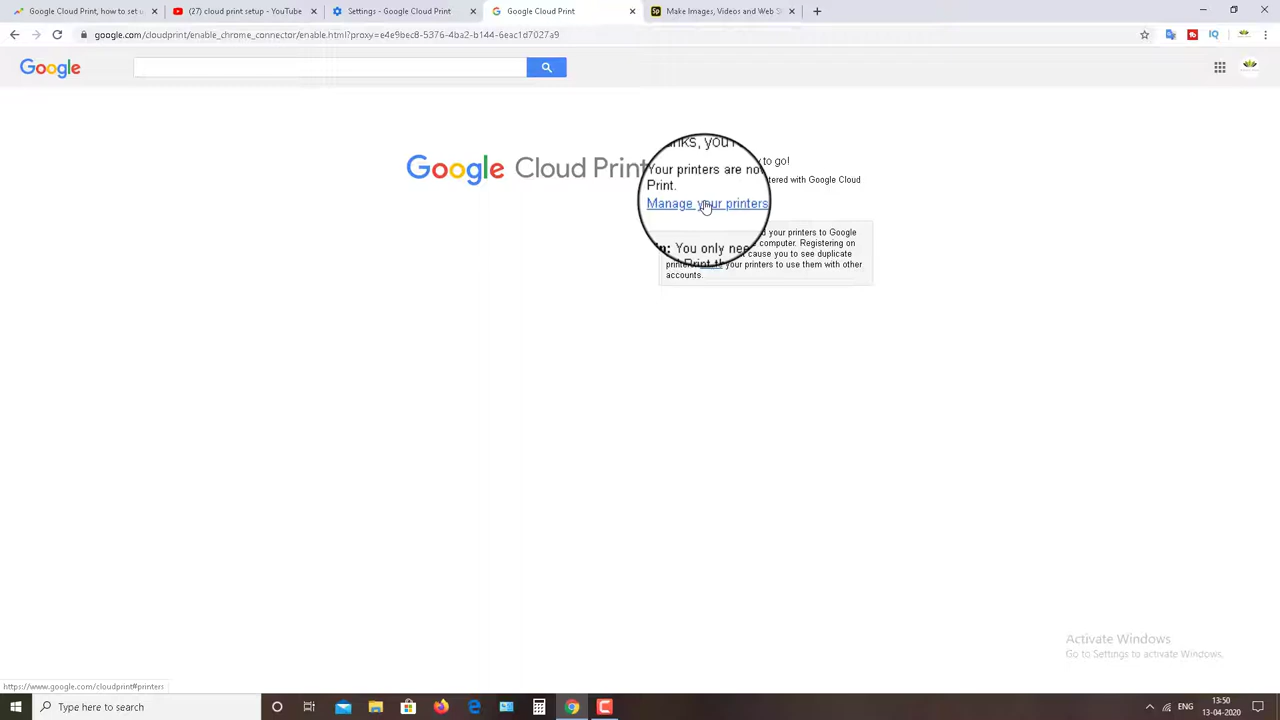 Google Cloud Print, how to set u
(27) cloud print setup - YouTube
Settings - Google Cloud Print
Google Cloud Print
Make Images, Videos and Web S
google.com/cloudprint/enable_chrome_connector/enable.html?proxy=e4e9bec8-5376-4ba2-b144-6eac1d7027a9
Google
Google Cloud Print
nks, you'r
to go!
Your printers are now
tered with Google Cloud
Print.
Manage your printers
d your printers to Google
n: You only nee
computer. Registering on
t cause you to see duplicate
printe
your printers to use them with other
accounts.
Activate Windows
Go to Settings to activate Windows.
https://www.google.com/cloudprint#printers
Type here to search
ENG
13:50
13-04-2020